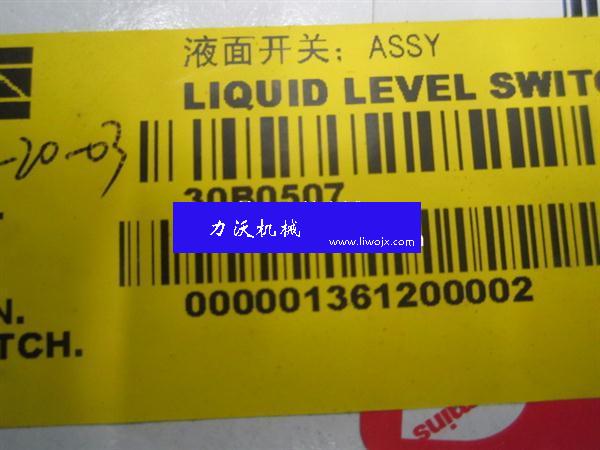 液面开关; ASSY
LIQUID LEVEL SWITC
-20-03
30B0507
力沃机械
www.liwojx.com
000001361200002
N.
TCH.
mins